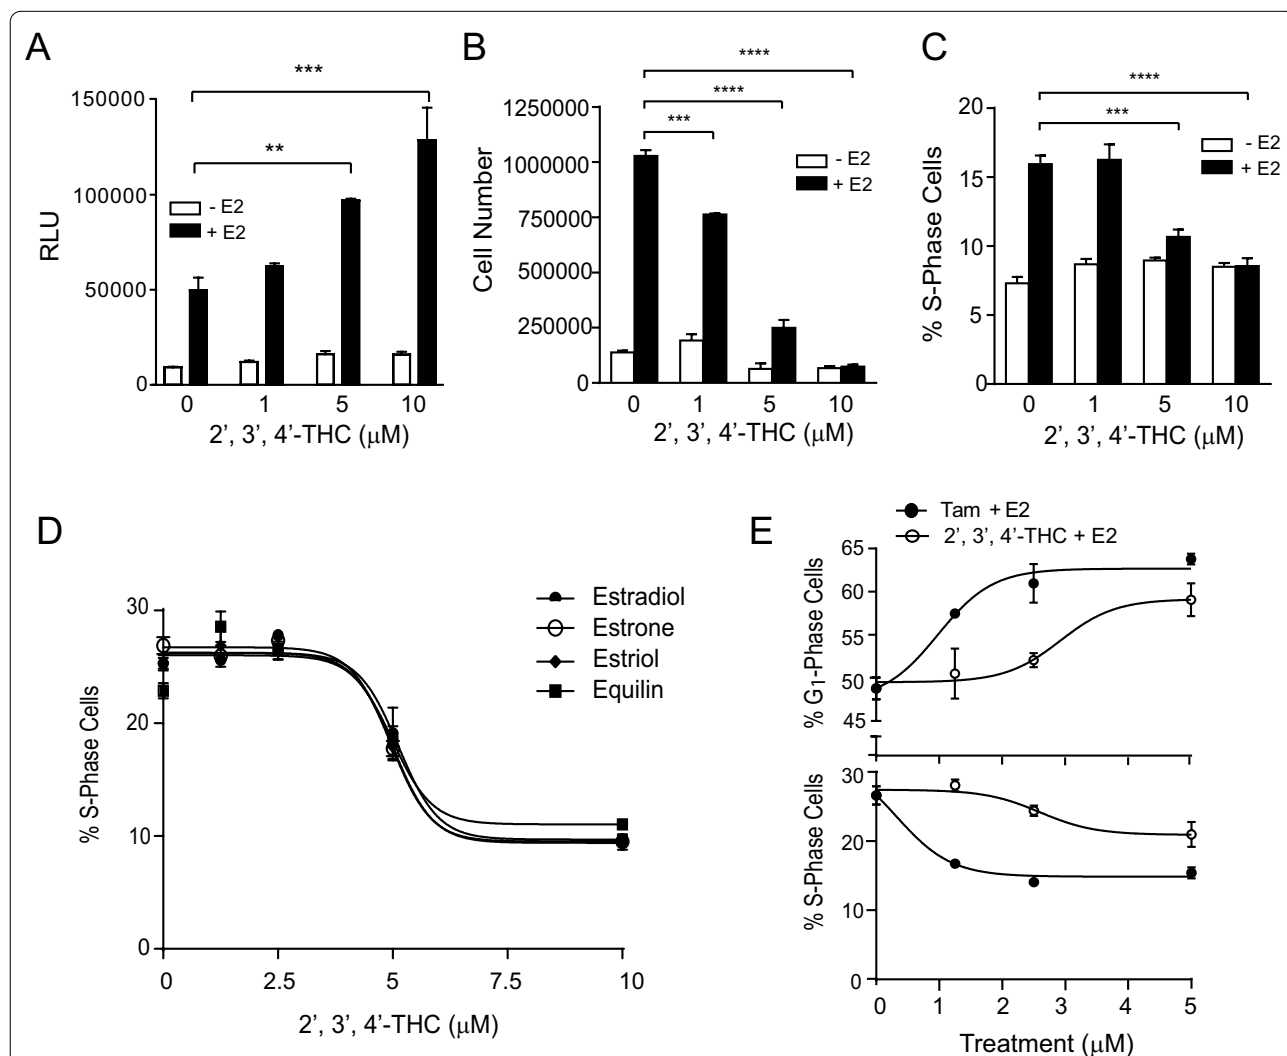 A
***
**
150000
100000
50000
0
RLU
- E2
+ E2
0 1 5 10
2’, 3’, 4’-THC (μM)
B
****
****
***
1250000
1000000
750000
500000
250000
0
Cell Number
- E2
+ E2
0 1 5 10
2’, 3’, 4’-THC (μM)
C
****
***
20
15
10
5
0
% S-Phase Cells
- E2
+ E2
0 1 5 10
2’, 3’, 4’-THC (μM)
D
30
20
10
0
% S-Phase Cells
Estradiol
Estrone
Estriol
Equilin
0 2.5 5 7.5 10
2’, 3’, 4’-THC (μM)
E
Tam + E2
2’, 3’, 4’-THC + E2
65
60
55
50
45
% G1-Phase Cells
30
20
10
0
% S-Phase Cells
0 1 2 3 4 5
Treatment (μM)